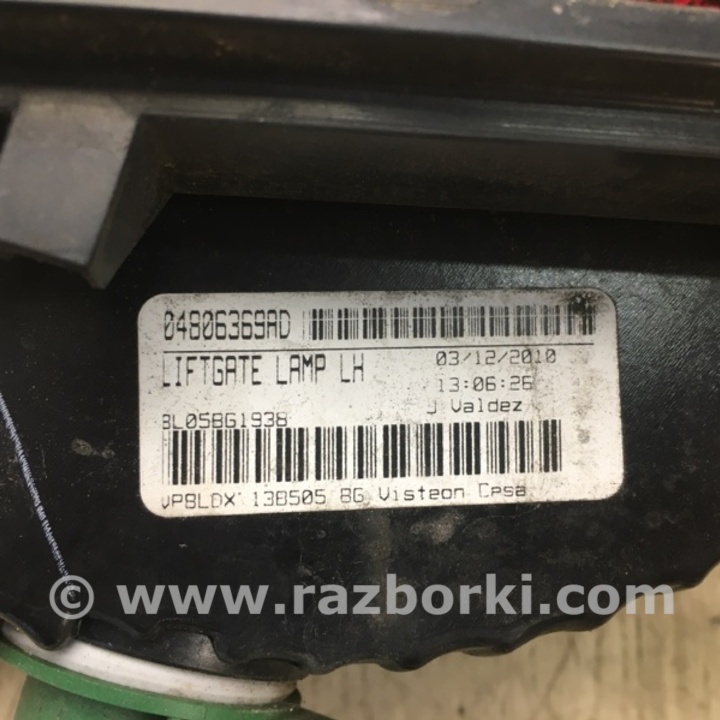 04806369AD
LIFTGATE LAMP LH
03/12/2010
13:06:26
J Valdez
8L05BG1938
VP8LDX 13B505 BG Visteon Cpsa
© www.razborki.com